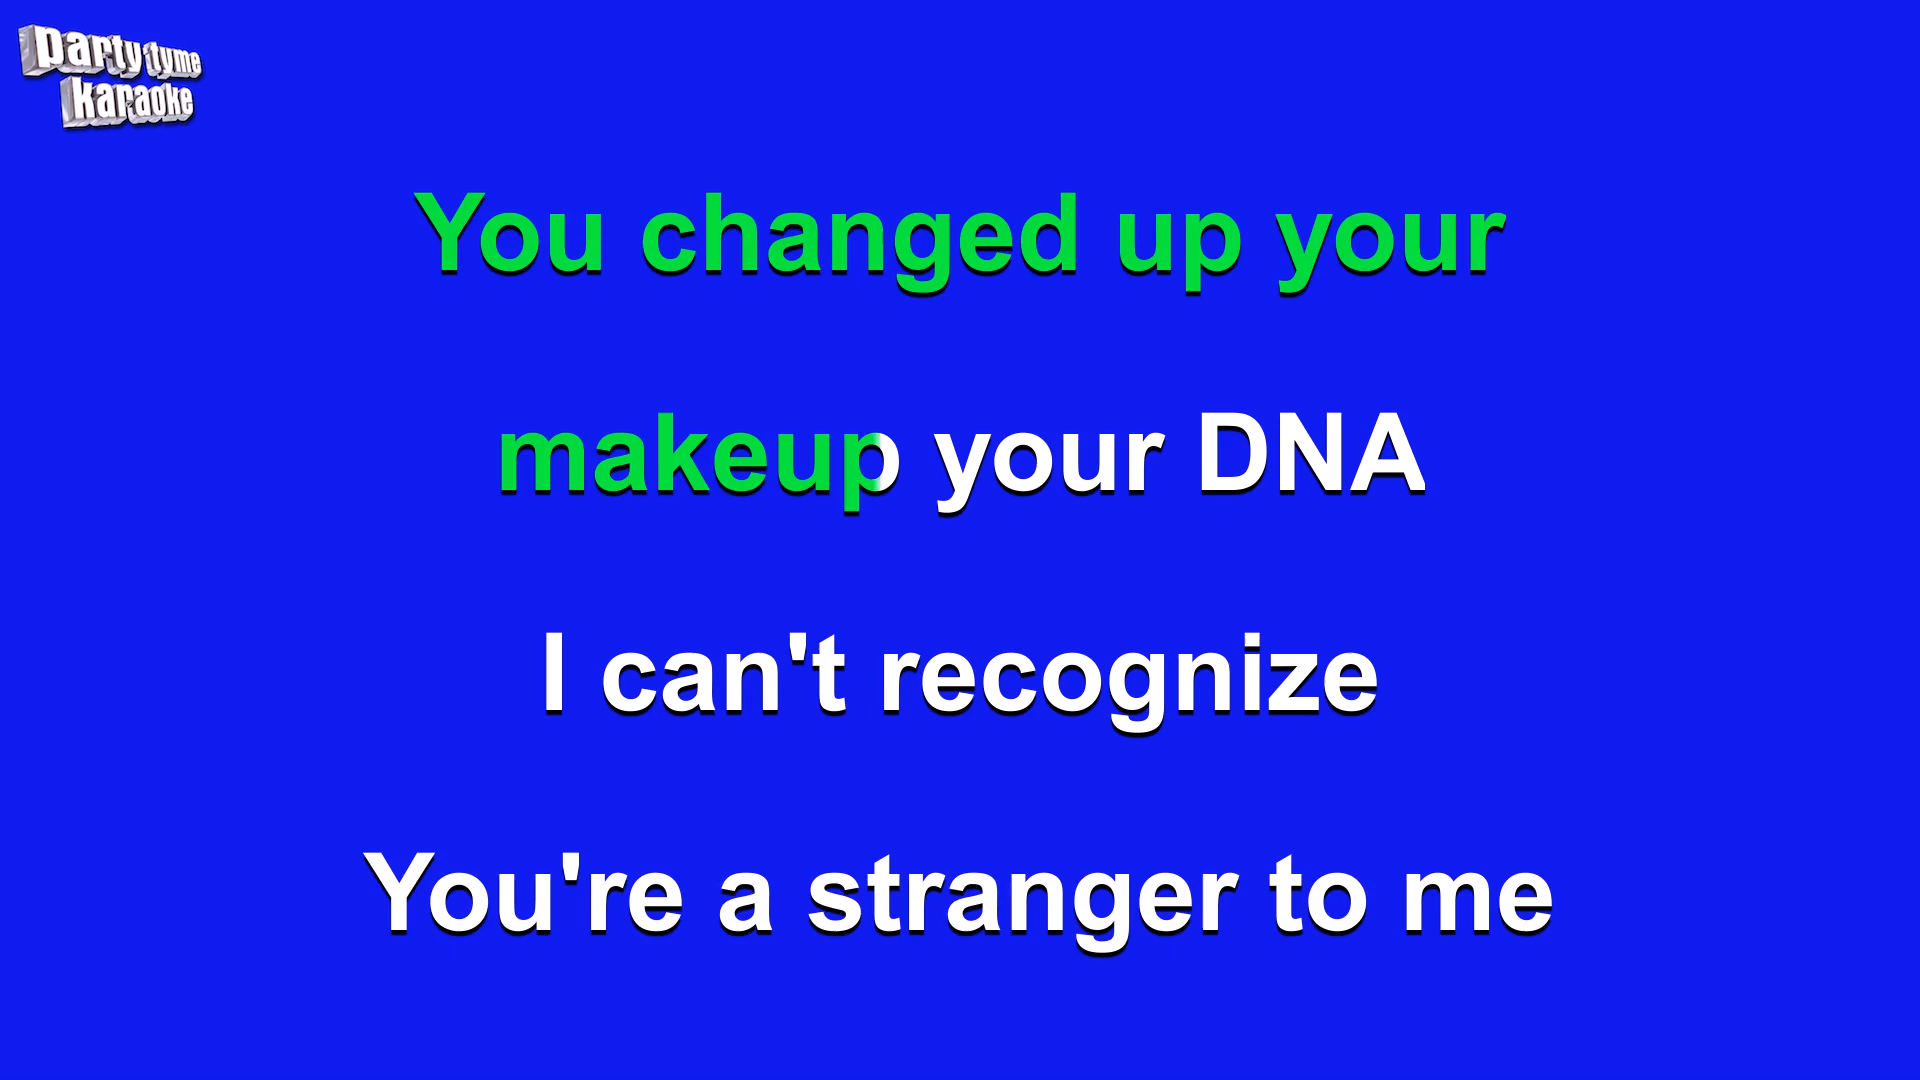 party tyme
karaoke
You changed up your
makeup your DNA
I can't recognize
You're a stranger to me